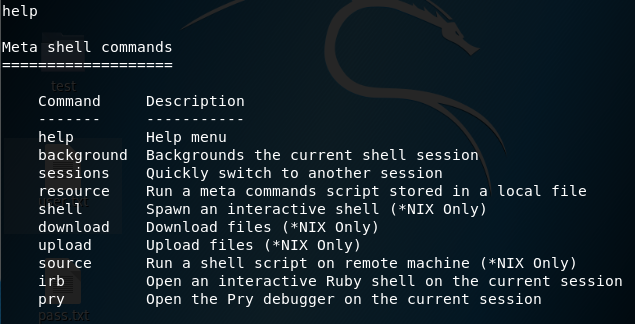 help
Meta shell commands
===================
Command     Description
-------     -----------
help        Help menu
background  Backgrounds the current shell session
sessions    Quickly switch to another session
resource    Run a meta commands script stored in a local file
shell       Spawn an interactive shell (*NIX Only)
download    Download files (*NIX Only)
upload      Upload files (*NIX Only)
source      Run a shell script on remote machine (*NIX Only)
irb         Open an interactive Ruby shell on the current session
pry         Open the Pry debugger on the current session
test
pass.txt